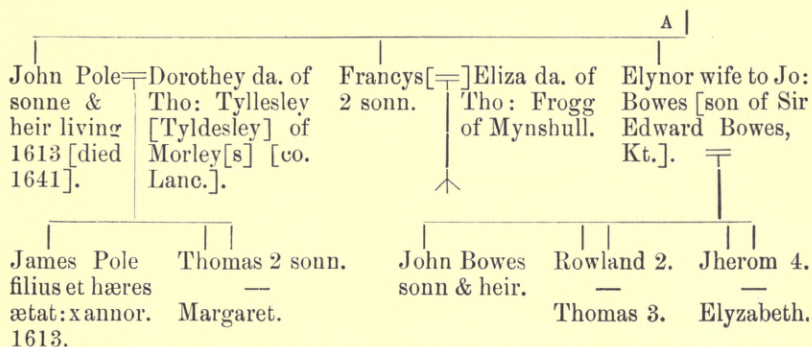 A
John Pole
sonne &
heir living
1613 [died
1641].
Dorothey da. of
Tho: Tyllesley
[Tyldesley] of
Morley[s] [co.
Lanc.].
Francys[
2 sonn.
]Eliza da. of
Tho: Frogg
of Mynshull.
Elynor wife to Jo:
Bowes [son of Sir
Edward Bowes,
Kt.].
James Pole
filius et hæres
ætat: x annor.
1613.
Thomas 2 sonn.
—
Margaret.
John Bowes
sonn & heir.
Rowland 2.
—
Thomas 3.
Jherom 4.
—
Elyzabeth.